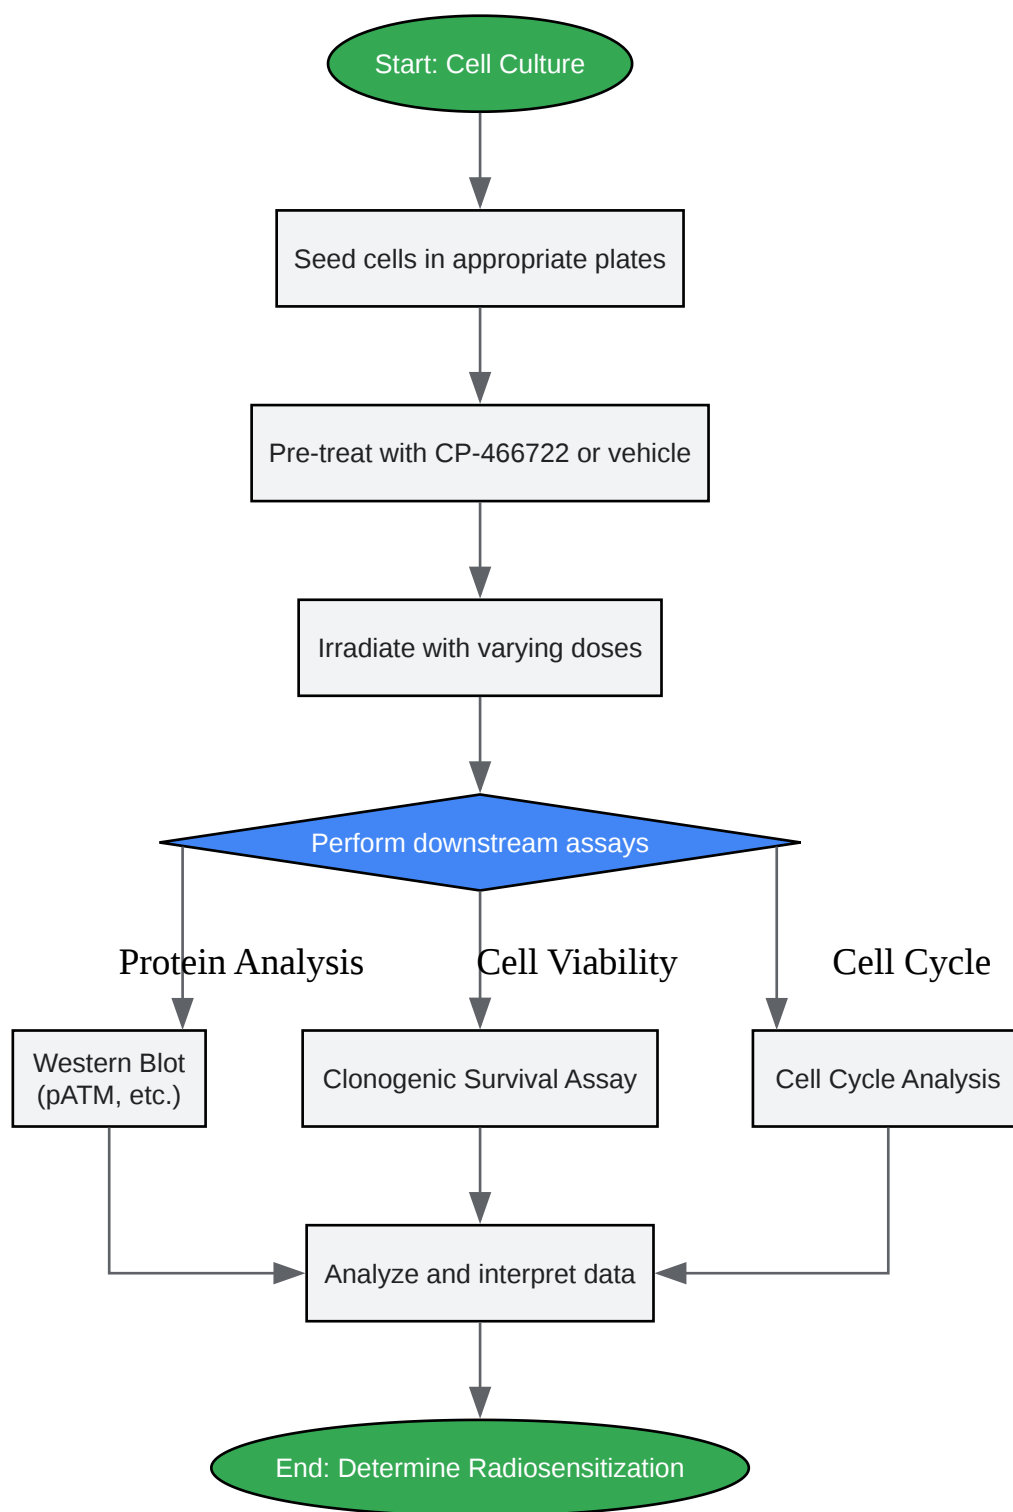 Start: Cell Culture
Seed cells in appropriate plates
Pre-treat with CP-466722 or vehicle
Irradiate with varying doses
Perform downstream assays
Protein Analysis
Cell Viability
Cell Cycle
Western Blot
(pATM, etc.)
Clonogenic Survival Assay
Cell Cycle Analysis
Analyze and interpret data
End: Determine Radiosensitization